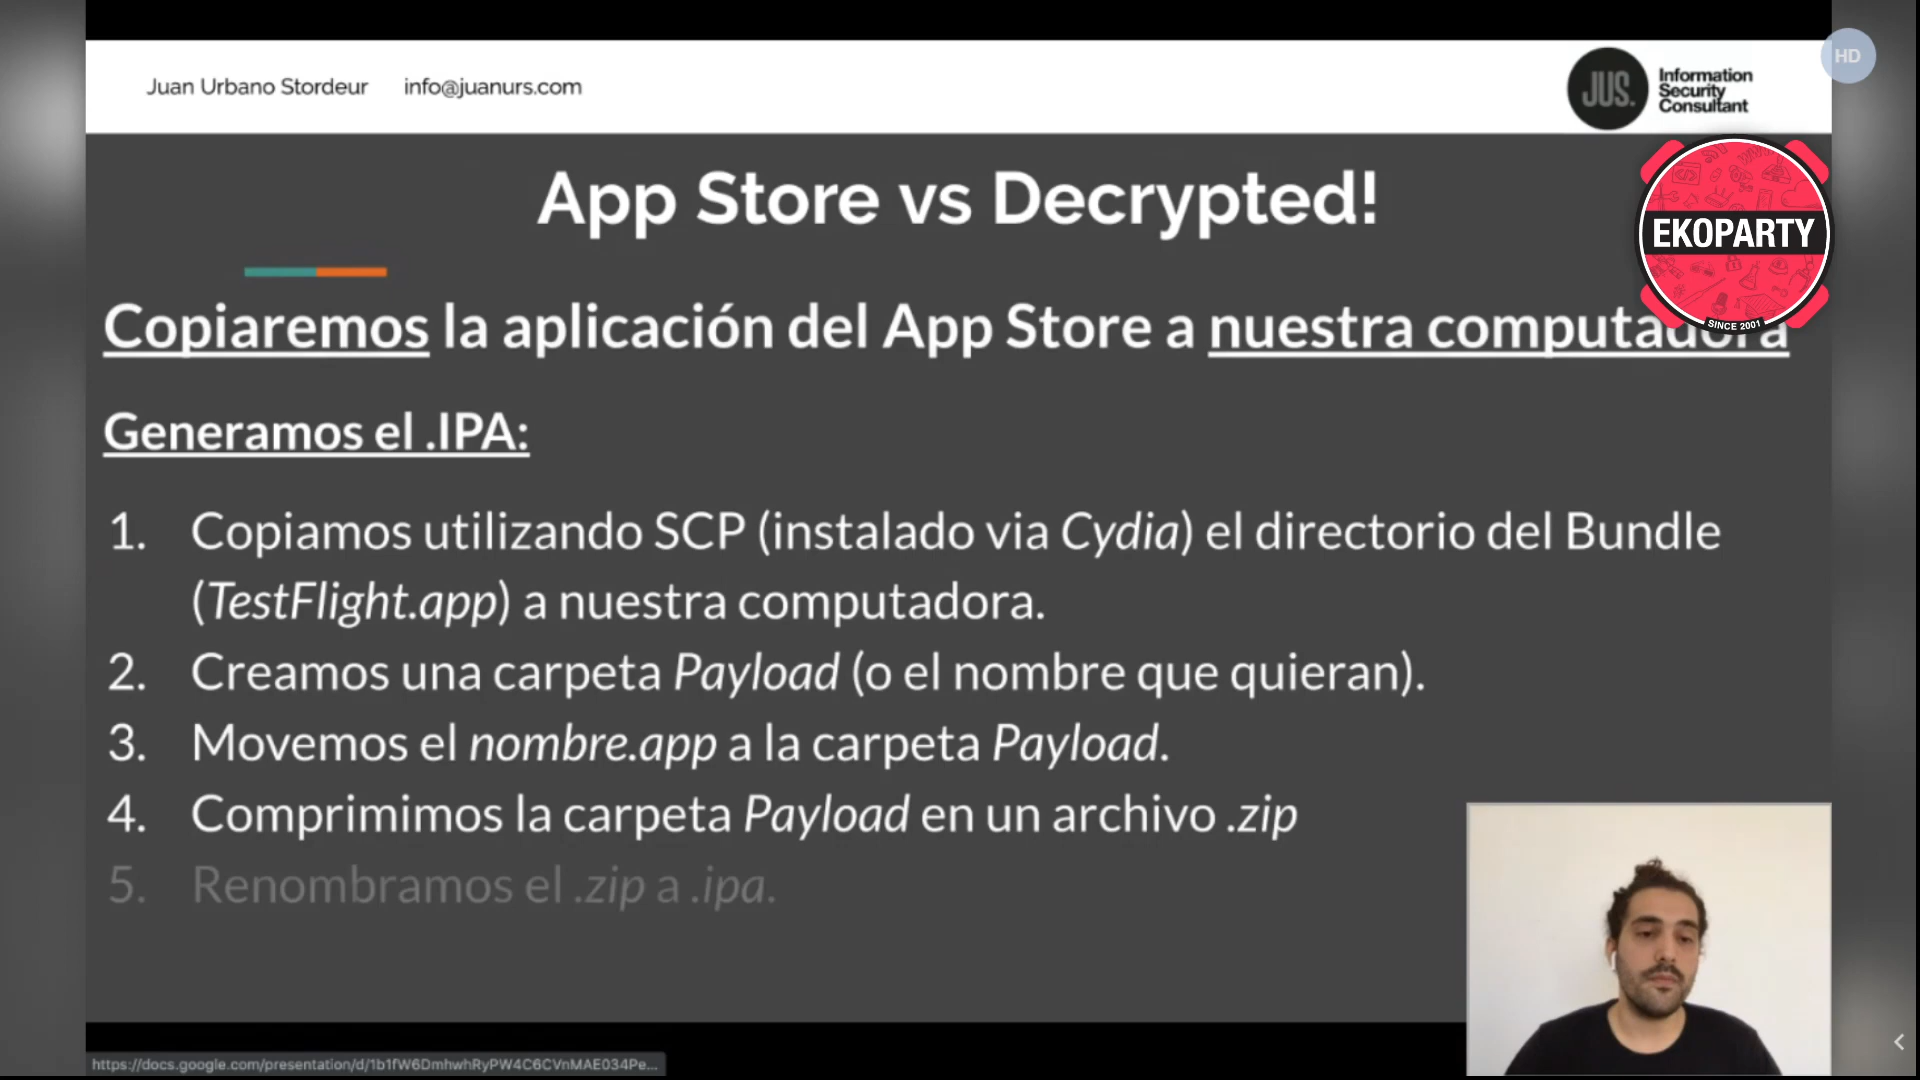 Juan Urbano Stordeur info@juanurs.com
JUS.
Information
Security
Consultant
HD
App Store vs Decrypted!
EKOPARTY
SINCE 2001
Copiaremos la aplicación del App Store a nuestra computadora
Generamos el .IPA:
1. Copiamos utilizando SCP (instalado via Cydia) el directorio del Bundle
(TestFlight.app) a nuestra computadora.
2. Creamos una carpeta Payload (o el nombre que quieran).
3. Movemos el nombre.app a la carpeta Payload.
4. Comprimimos la carpeta Payload en un archivo .zip
5. Renombramos el .zip a .ipa.
https://docs.google.com/presentation/d/1b1fW6DmhwhRyPW4C6CVnMAE034Pe...